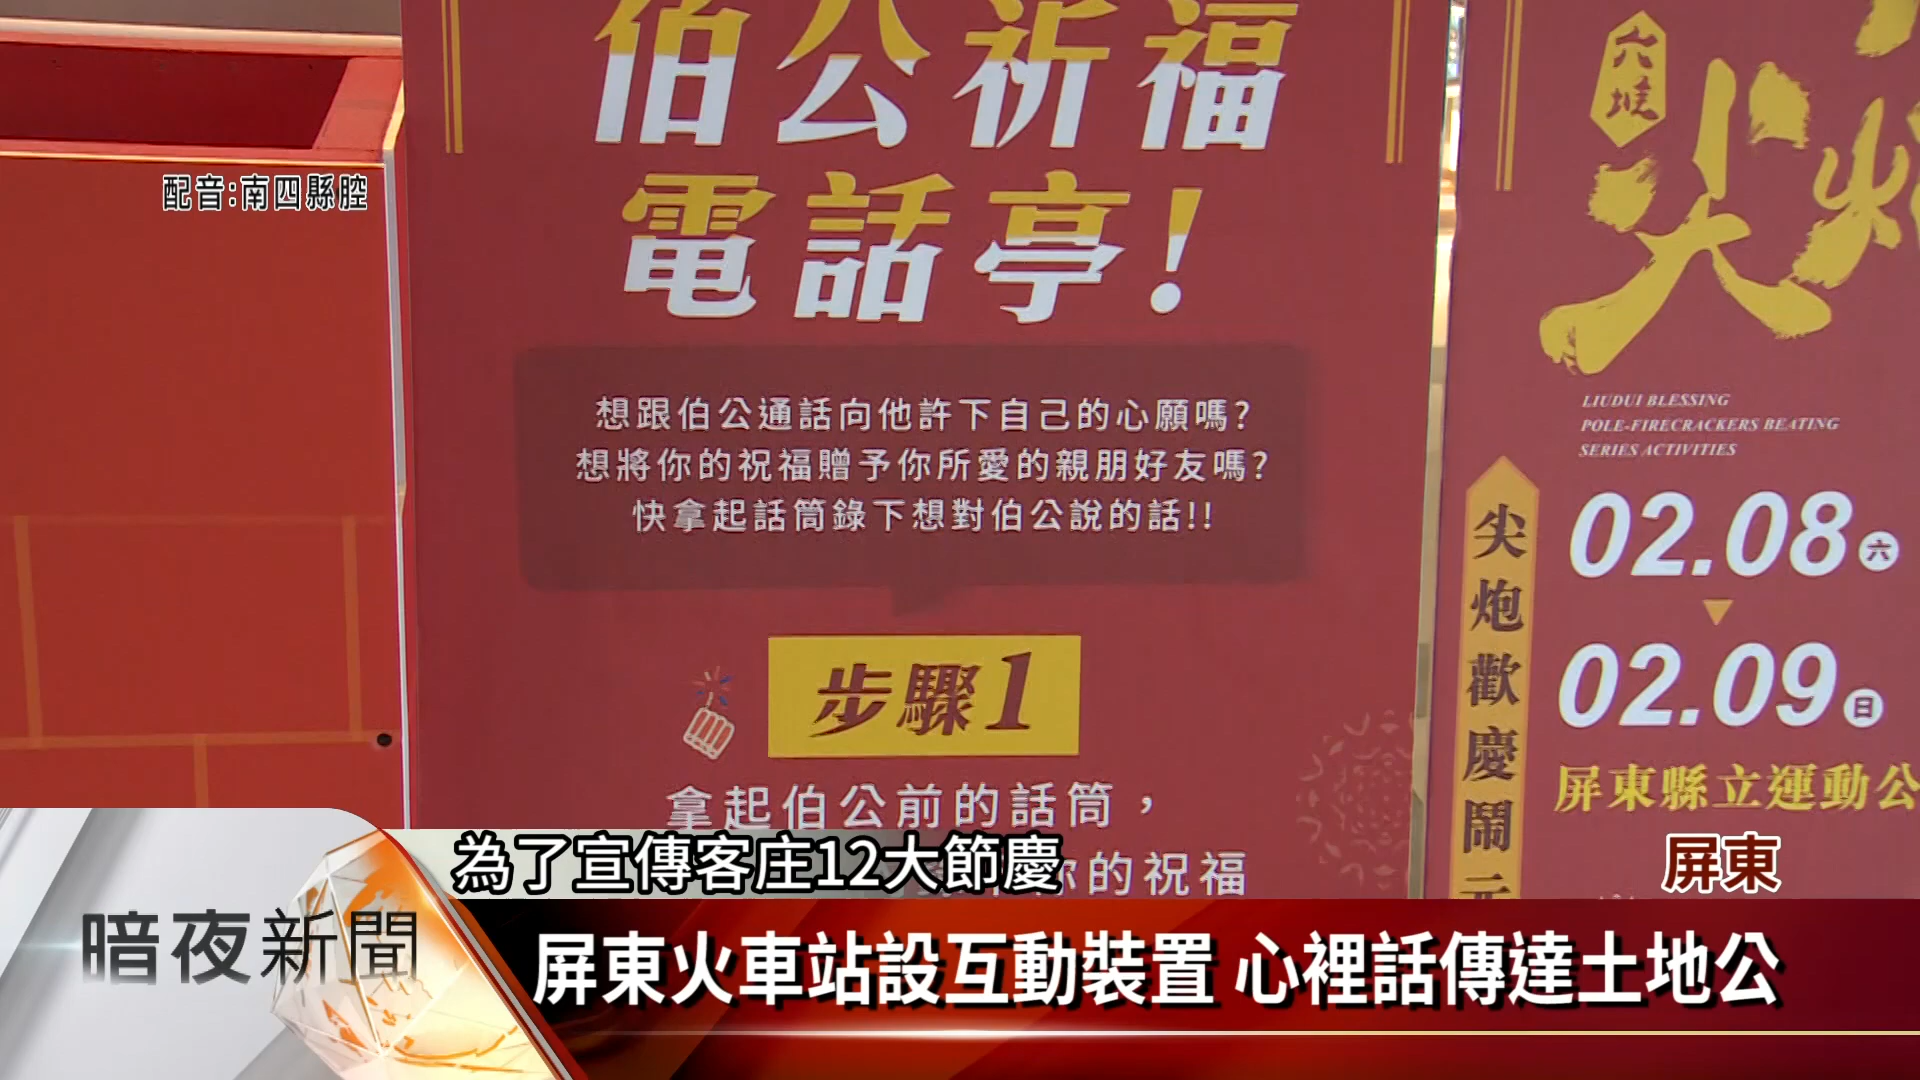 伯公祈福
電話亭!
配音:南四縣腔
想跟伯公通話向他許下自己的心願嗎?
想將你的祝福贈予你所愛的親朋好友嗎?
快拿起話筒錄下想對伯公說的話!!
步驟1
拿起伯公前的話筒，
你的祝福
六堆
尖炮
LIUDUI BLESSING
POLE-FIRECRACKERS BEATING
SERIES ACTIVITIES
尖炮歡慶鬧元
02.08六
02.09日
屏東縣立運動公
為了宣傳客庄12大節慶
屏東
暗夜新聞
屏東火車站設互動裝置 心裡話傳達土地公